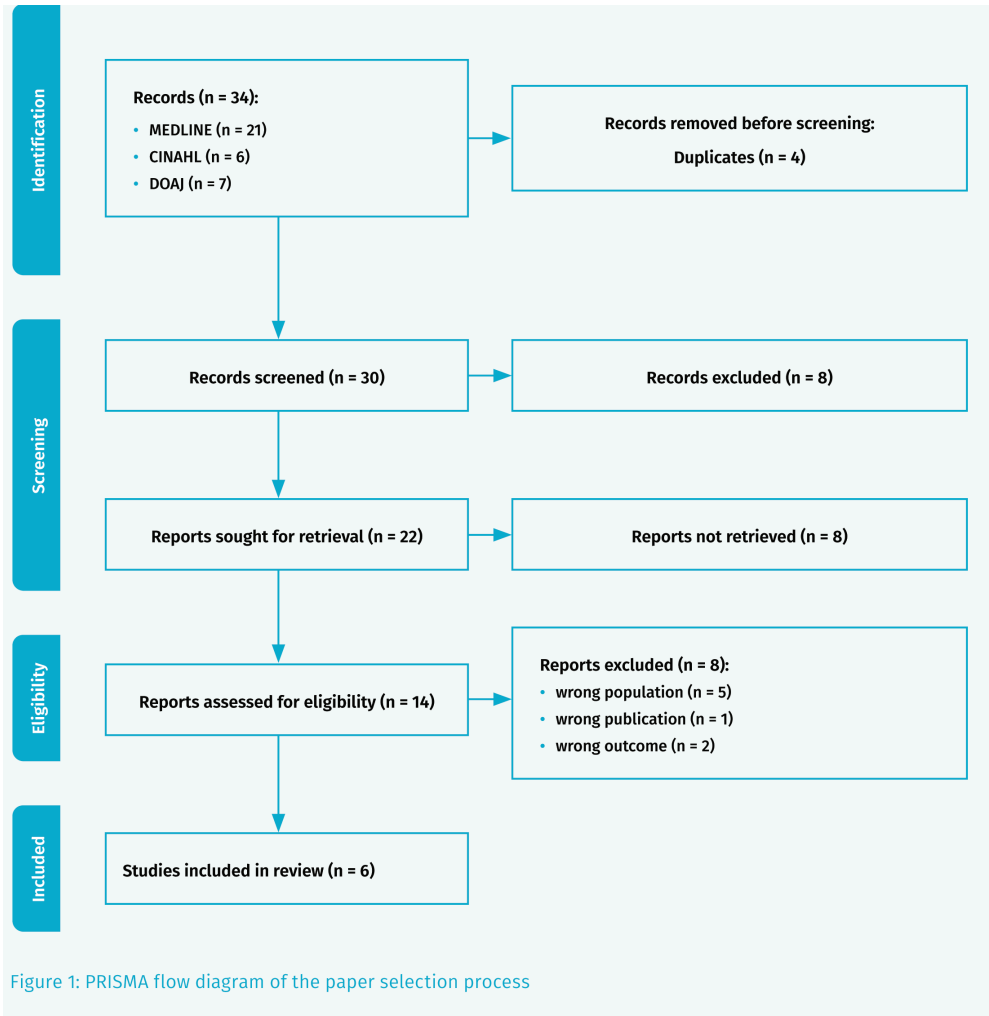 Identification
Records (n = 34):
• MEDLINE (n = 21)
• CINAHL (n = 6)
• DOAJ (n = 7)
Records removed before screening:
Duplicates (n = 4)
Screening
Records screened (n = 30)
Records excluded (n = 8)
Reports sought for retrieval (n = 22)
Reports not retrieved (n = 8)
Eligibility
Reports assessed for eligibility (n = 14)
Reports excluded (n = 8):
• wrong population (n = 5)
• wrong publication (n = 1)
• wrong outcome (n = 2)
Included
Studies included in review (n = 6)
Figure 1: PRISMA flow diagram of the paper selection process